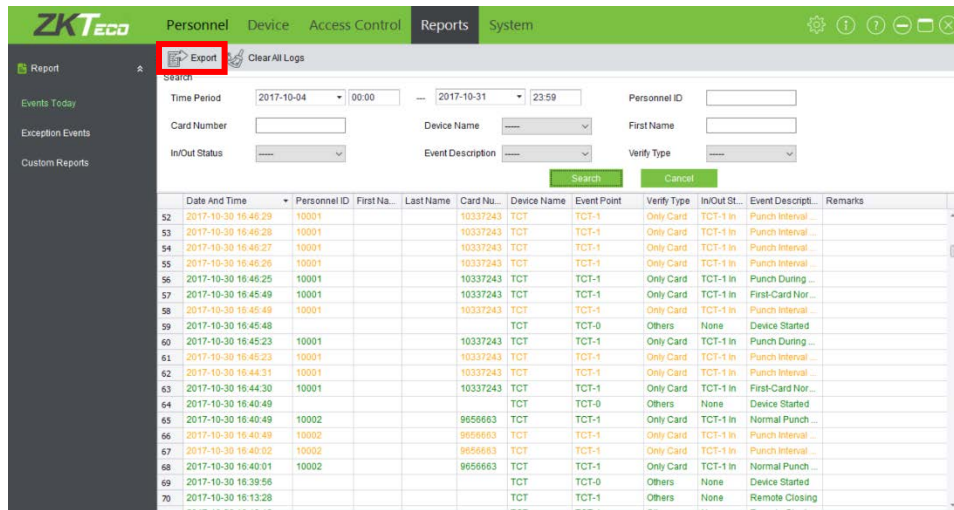 ZKTeco Personnel Device Access Control Reports System
Export Clear All Logs
Report
Search
Time Period 2017-10-04 00:00 — 2017-10-31 23:59 Personnel ID
Events Today
Card Number Device Name ----- First Name
Exception Events
In/Out Status ----- Event Description ----- Verify Type -----
Custom Reports
Search Cancel
Date And Time Personnel ID First Na... Last Name Card Nu... Device Name Event Point Verify Type In/Out St... Event Descripti... Remarks
52 2017-10-30 16:46:29 10001 10337243 TCT TCT-1 Only Card TCT-1 In Punch Interval ...
53 2017-10-30 16:46:28 10001 10337243 TCT TCT-1 Only Card TCT-1 In Punch Interval ...
54 2017-10-30 16:46:27 10001 10337243 TCT TCT-1 Only Card TCT-1 In Punch Interval ...
55 2017-10-30 16:46:26 10001 10337243 TCT TCT-1 Only Card TCT-1 In Punch Interval ...
56 2017-10-30 16:46:25 10001 10337243 TCT TCT-1 Only Card TCT-1 In Punch During ...
57 2017-10-30 16:45:49 10001 10337243 TCT TCT-1 Only Card TCT-1 In First-Card Nor...
58 2017-10-30 16:45:49 10001 10337243 TCT TCT-1 Only Card TCT-1 In Punch Interval ...
59 2017-10-30 16:45:48 TCT TCT-0 Others None Device Started
60 2017-10-30 16:45:23 10001 10337243 TCT TCT-1 Only Card TCT-1 In Punch During ...
61 2017-10-30 16:45:23 10001 10337243 TCT TCT-1 Only Card TCT-1 In Punch Interval ...
62 2017-10-30 16:44:31 10001 10337243 TCT TCT-1 Only Card TCT-1 In Punch Interval ...
63 2017-10-30 16:44:30 10001 10337243 TCT TCT-1 Only Card TCT-1 In First-Card Nor...
64 2017-10-30 16:40:49 TCT TCT-0 Others None Device Started
65 2017-10-30 16:40:49 10002 9656663 TCT TCT-1 Only Card TCT-1 In Normal Punch ...
66 2017-10-30 16:40:49 10002 9656663 TCT TCT-1 Only Card TCT-1 In Punch Interval ...
67 2017-10-30 16:40:02 10002 9656663 TCT TCT-1 Only Card TCT-1 In Punch Interval ...
68 2017-10-30 16:40:01 10002 9656663 TCT TCT-1 Only Card TCT-1 In Normal Punch ...
69 2017-10-30 16:39:56 TCT TCT-0 Others None Device Started
70 2017-10-30 16:13:28 TCT TCT-1 Others None Remote Closing